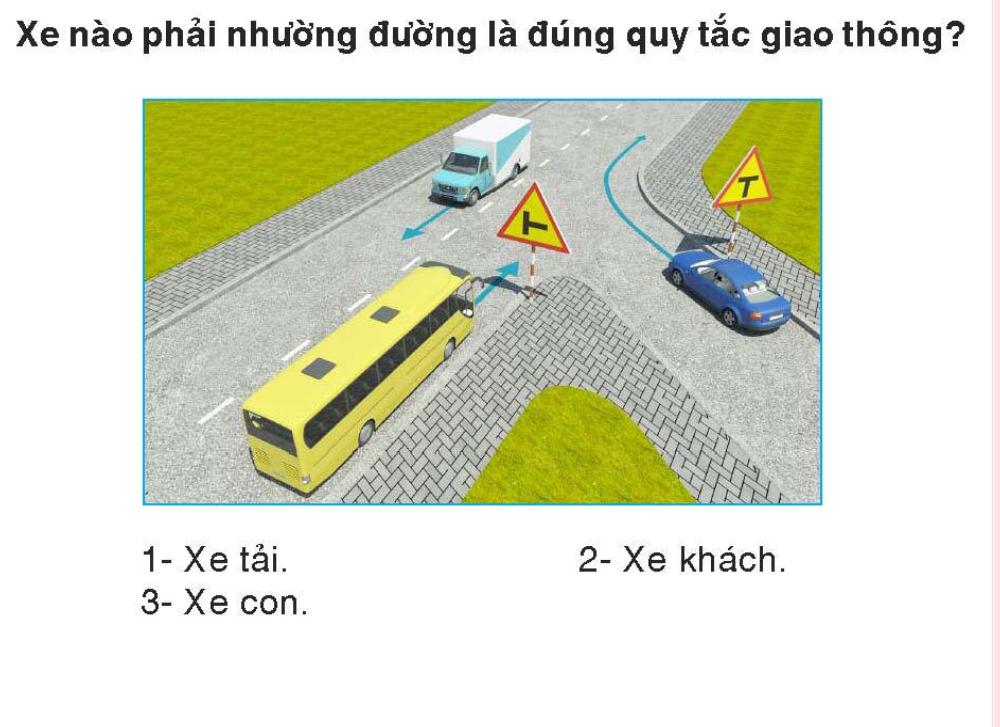 Xe nào phải nhường đường là đúng quy tắc giao thông?
1- Xe tải.
2- Xe khách.
3- Xe con.